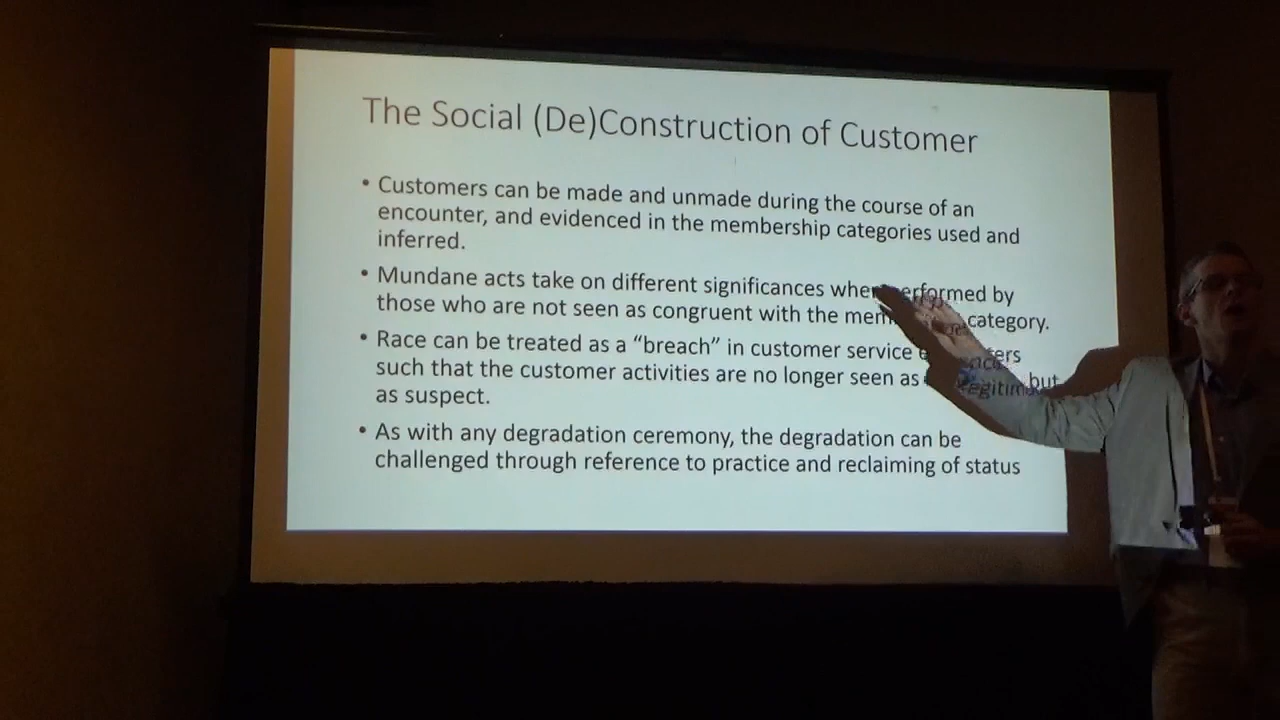 The Social (De)Construction of Customer
• Customers can be made and unmade during the course of an
encounter, and evidenced in the membership categories used and
inferred.
• Mundane acts take on different significances when performed by
those who are not seen as congruent with the category.
• Race can be treated as a “breach” in customer service
such that the customer activities are no longer seen as but
as suspect.
• As with any degradation ceremony, the degradation can be
challenged through reference to practice and reclaiming of status